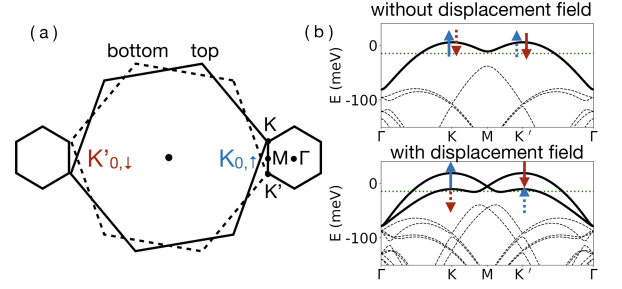 (a)
bottom top
K
K'0,↓
K0,↑
M
Γ
K'
(b)
without displacement field
E (meV)
0
-100
Γ K M K′ Γ
with displacement field
E (meV)
0
-100
Γ K M K′ Γ